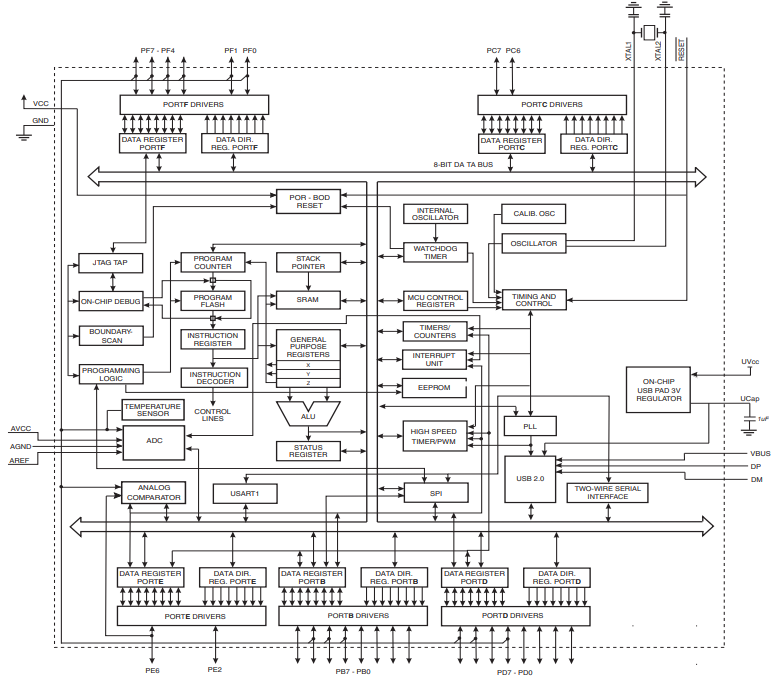 PF7 - PF4
PF1 PF0
PC7 PC6
XTAL1
XTAL2
RESET
VCC
GND
PORTF DRIVERS
PORTC DRIVERS
DATA REGISTER
PORTF
DATA DIR.
REG. PORTF
DATA REGISTER
PORTC
DATA DIR.
REG. PORTC
8-BIT DA TA BUS
POR - BOD
RESET
INTERNAL
OSCILLATOR
CALIB. OSC
WATCHDOG
TIMER
OSCILLATOR
JTAG TAP
PROGRAM
COUNTER
STACK
POINTER
ON-CHIP DEBUG
PROGRAM
FLASH
SRAM
MCU CONTROL
REGISTER
TIMING AND
CONTROL
BOUNDARY-
SCAN
INSTRUCTION
REGISTER
GENERAL
PURPOSE
REGISTERS
X
Y
Z
TIMERS/
COUNTERS
PROGRAMMING
LOGIC
INSTRUCTION
DECODER
INTERRUPT
UNIT
EEPROM
ON-CHIP
USB PAD 3V
REGULATOR
UVcc
UCap
1uF
CONTROL
LINES
ALU
TEMPERATURE
SENSOR
ADC
AVCC
AGND
AREF
STATUS
REGISTER
HIGH SPEED
TIMER/PWM
PLL
VBUS
DP
DM
USB 2.0
ANALOG
COMPARATOR
USART1
SPI
TWO-WIRE SERIAL
INTERFACE
DATA REGISTER
PORTE
DATA DIR.
REG. PORTE
DATA REGISTER
PORTB
DATA DIR.
REG. PORTB
DATA REGISTER
PORTD
DATA DIR.
REG. PORTD
PORTE DRIVERS
PORTB DRIVERS
PORTD DRIVERS
PE6
PE2
PB7 - PB0
PD7 - PD0